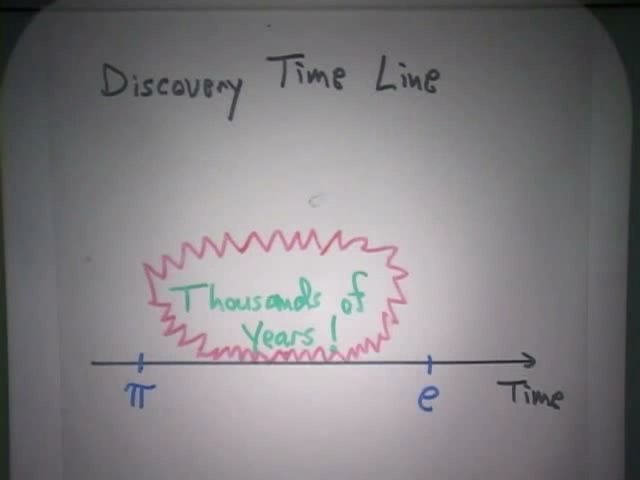 Discovery Time Line
Thousands of
Years!
π e
Time